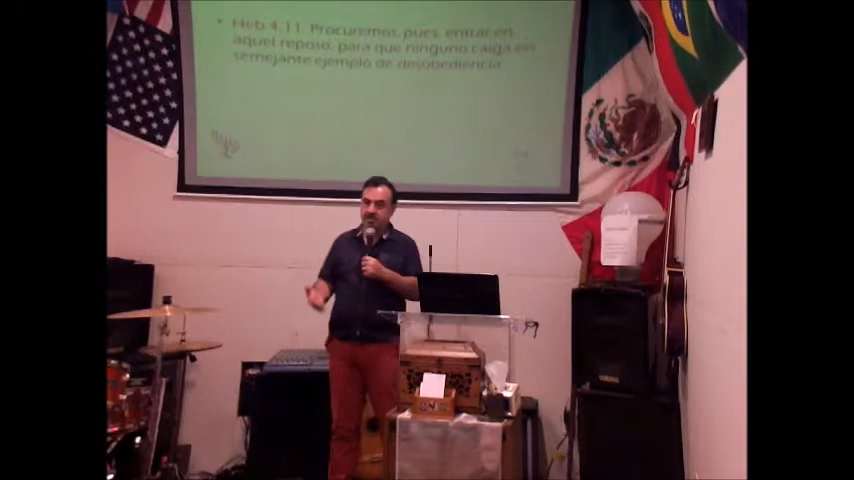 Heb 4.11 Procuremos, pues, entrar en
aquel reposo, para que ninguno caiga en
semejante ejemplo de desobediencia